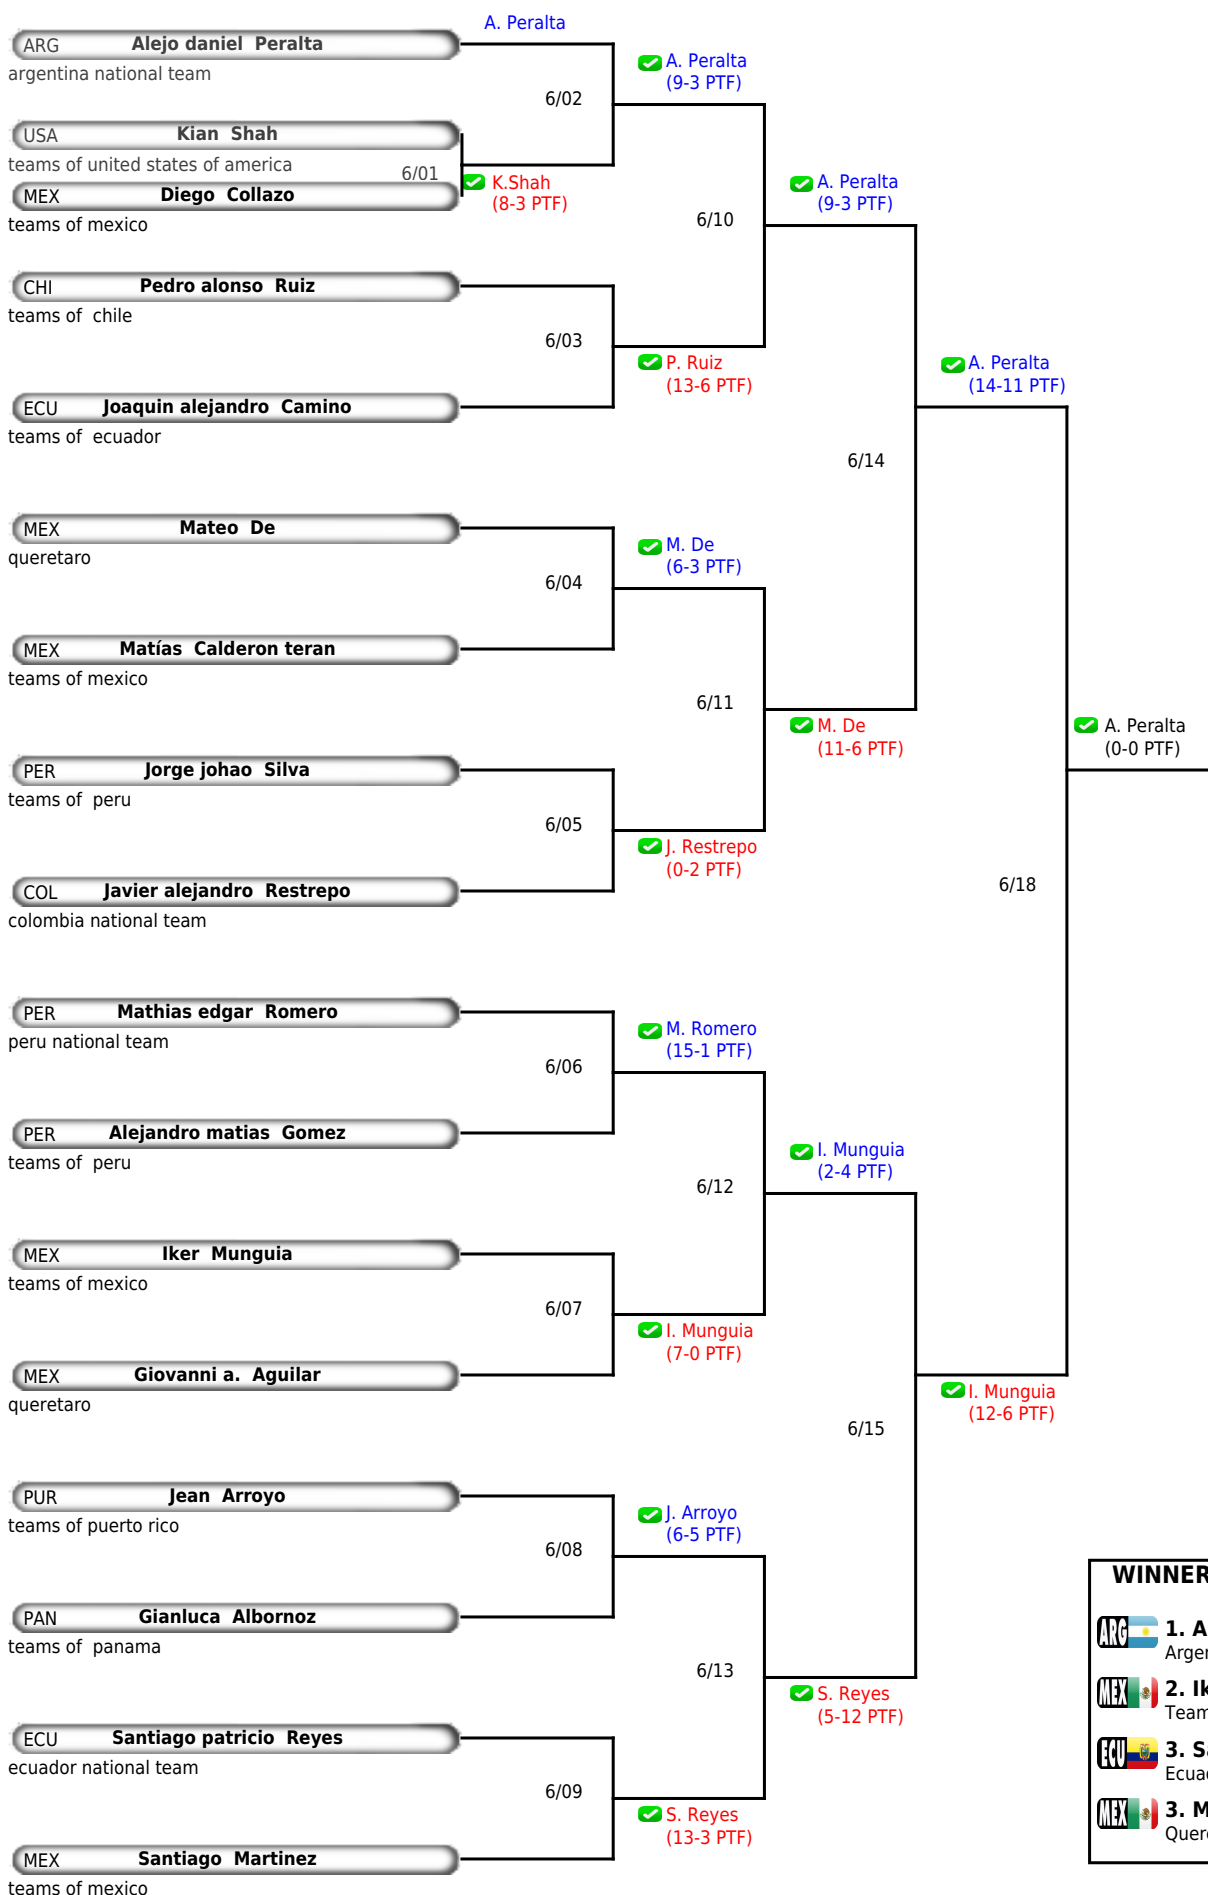 A. Peralta
ARG Alejo daniel Peralta
argentina national team
A. Peralta
(9-3 PTF)
6/02
USA Kian Shah
teams of united states of america
6/01
K.Shah
(8-3 PTF)
MEX Diego Collazo
teams of mexico
A. Peralta
(9-3 PTF)
6/10
CHI Pedro alonso Ruiz
teams of chile
6/03
P. Ruiz
(13-6 PTF)
A. Peralta
(14-11 PTF)
ECU Joaquin alejandro Camino
teams of ecuador
6/14
MEX Mateo De
queretaro
M. De
(6-3 PTF)
6/04
MEX Matías Calderon teran
teams of mexico
6/11
M. De
(11-6 PTF)
A. Peralta
(0-0 PTF)
PER Jorge johao Silva
teams of peru
6/05
J. Restrepo
(0-2 PTF)
COL Javier alejandro Restrepo
colombia national team
6/18
PER Mathias edgar Romero
peru national team
M. Romero
(15-1 PTF)
6/06
PER Alejandro matias Gomez
teams of peru
I. Munguia
(2-4 PTF)
6/12
MEX Iker Munguia
teams of mexico
6/07
I. Munguia
(7-0 PTF)
MEX Giovanni a. Aguilar
queretaro
I. Munguia
(12-6 PTF)
6/15
PUR Jean Arroyo
teams of puerto rico
J. Arroyo
(6-5 PTF)
6/08
PAN Gianluca Albornoz
teams of panama
6/13
S. Reyes
(5-12 PTF)
ECU Santiago patricio Reyes
ecuador national team
6/09
S. Reyes
(13-3 PTF)
MEX Santiago Martinez
teams of mexico
WINNER
ARG 1. A
Argen
MEX 2. Ik
Team
ECU 3. Sa
Ecuad
MEX 3. M
Quere